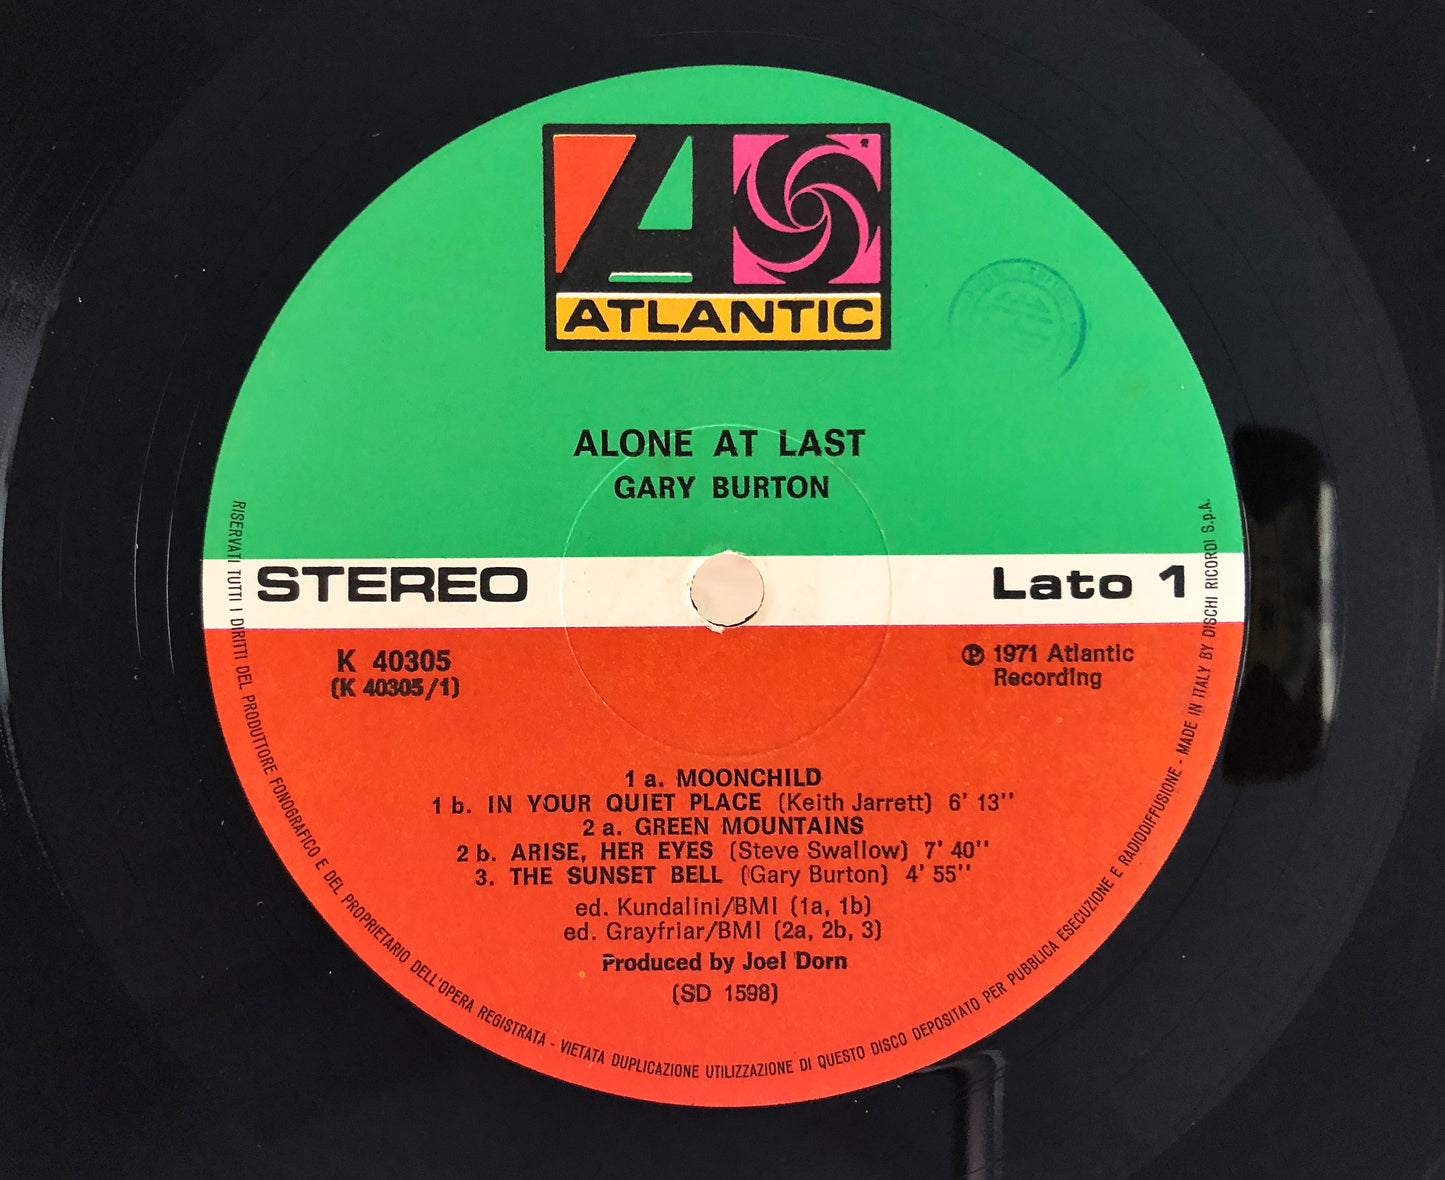 ATLANTIC
ALONE AT LAST
GARY BURTON
STEREO
Lato 1
K 40305
(K 40305/1)
℗ 1971 Atlantic
Recording
1 a. MOONCHILD
1 b. IN YOUR QUIET PLACE (Keith Jarrett) 6' 13''
2 a. GREEN MOUNTAINS
2 b. ARISE, HER EYES (Steve Swallow) 7' 40''
3. THE SUNSET BELL (Gary Burton) 4' 55''
ed. Kundalini/BMI (1a, 1b)
ed. Grayfriar/BMI (2a, 2b, 3)
Produced by Joel Dorn
(SD 1598)
RISERVATI TUTTI I DIRITTI DEL PRODUTTORE FONOGRAFICO E DEL PROPRIETARIO DELL'OPERA REGISTRATA - VIETATA DUPLICAZIONE UTILIZZAZIONE DI QUESTO DISCO DEPOSITATO PER PUBBLICA ESECUZIONE E RADIODIFFUSIONE - MADE IN ITALY BY DISCHI RICORDI S.p.A.